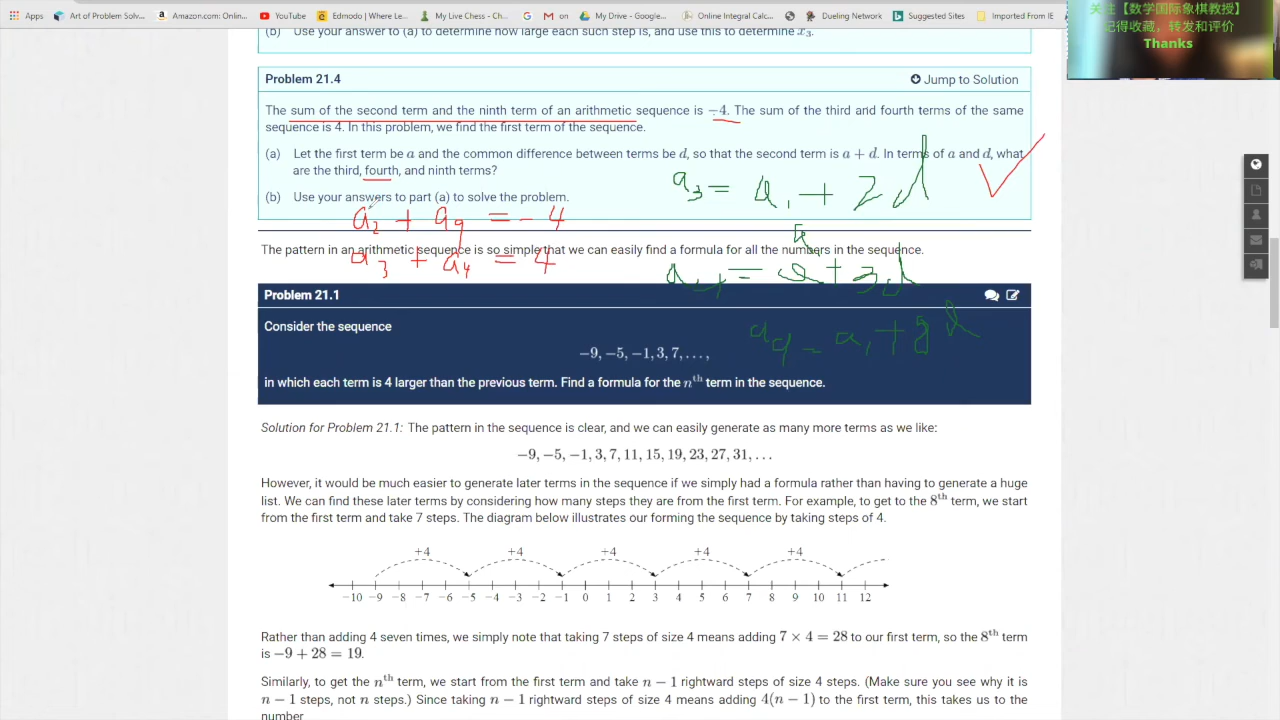 Apps Art of Problem Solv... Amazon.com: Onlin... YouTube Edmodo | Where Le... My Live Chess - Ch... M My Drive – Google... Online Integral Calc... Dueling Network Suggested Sites Imported From IE
关注【数学国际象棋教授】
记得收藏,转发和评价
Thanks
(b) Use your answer to (c) to determine how large each such step is, and use this to determine x₃.
Problem 21.4 Jump to Solution
The sum of the second term and the ninth term of an arithmetic sequence is −4. The sum of the third and fourth terms of the same
sequence is 4. In this problem, we find the first term of the sequence.
(a) Let the first term be a and the common difference between terms be d, so that the second term is a + d. In terms of a and d, what
are the third, fourth, and ninth terms?
a₃ = a₁ + 2d
(b) Use your answers to part (a) to solve the problem.
a₂ + a₉ = −4
The pattern in an arithmetic sequence is so simple that we can easily find a formula for all the numbers in the sequence.
a₃ + a₄ = 4
a₄ = a + 3d
Problem 21.1
Consider the sequence
a₉ = a₁ + 8d
−9, −5, −1, 3, 7, . . . ,
in which each term is 4 larger than the previous term. Find a formula for the nᵗʰ term in the sequence.
Solution for Problem 21.1: The pattern in the sequence is clear, and we can easily generate as many more terms as we like:
−9, −5, −1, 3, 7, 11, 15, 19, 23, 27, 31, . . .
However, it would be much easier to generate later terms in the sequence if we simply had a formula rather than having to generate a huge
list. We can find these later terms by considering how many steps they are from the first term. For example, to get to the 8ᵗʰ term, we start
from the first term and take 7 steps. The diagram below illustrates our forming the sequence by taking steps of 4.
+4 +4 +4 +4 +4
−10 −9 −8 −7 −6 −5 −4 −3 −2 −1 0 1 2 3 4 5 6 7 8 9 10 11 12
Rather than adding 4 seven times, we simply note that taking 7 steps of size 4 means adding 7 × 4 = 28 to our first term, so the 8ᵗʰ term
is −9 + 28 = 19.
Similarly, to get the nᵗʰ term, we start from the first term and take n − 1 rightward steps of size 4 steps. (Make sure you see why it is
n − 1 steps, not n steps.) Since taking n − 1 rightward steps of size 4 means adding 4(n − 1) to the first term, this takes us to the
number